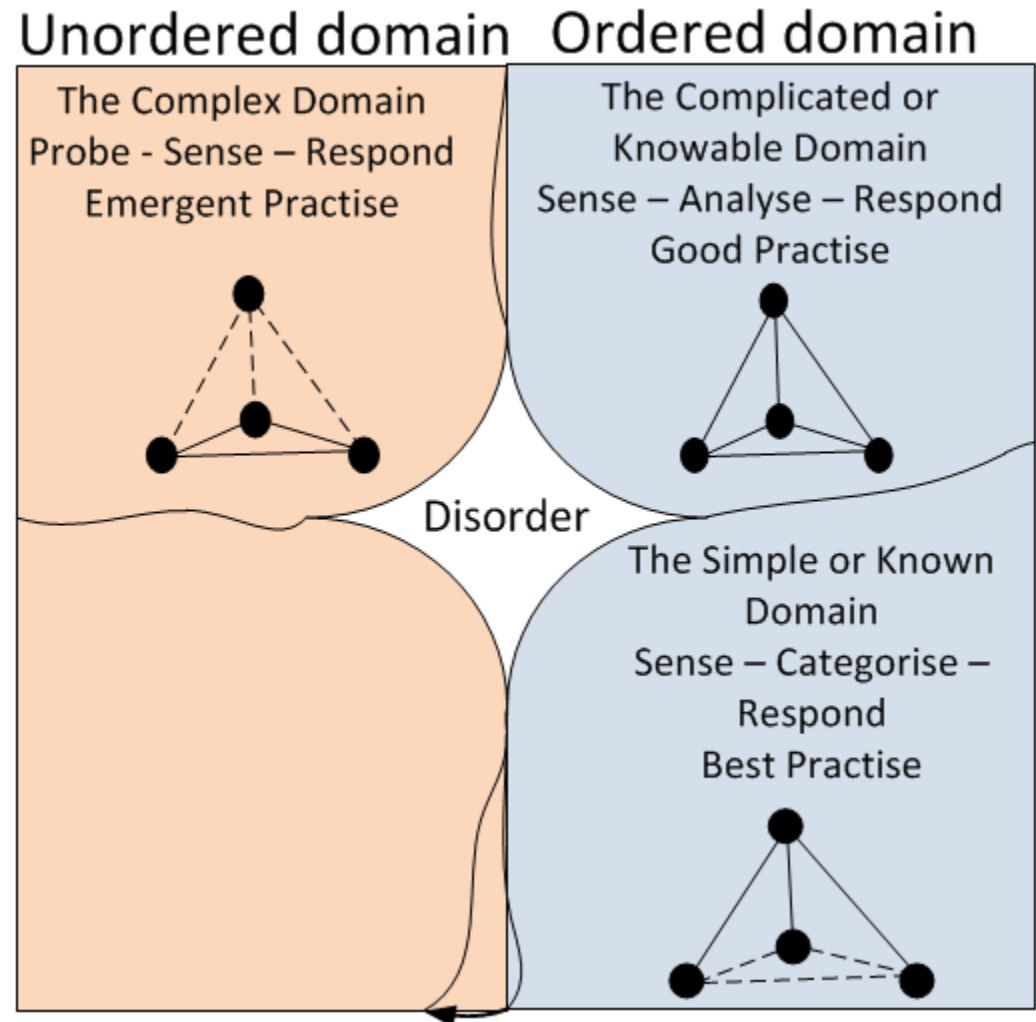 Unordered domain
Ordered domain
The Complex Domain
Probe - Sense – Respond
Emergent Practise
The Complicated or
Knowable Domain
Sense – Analyse – Respond
Good Practise
Disorder
The Simple or Known
Domain
Sense – Categorise –
Respond
Best Practise